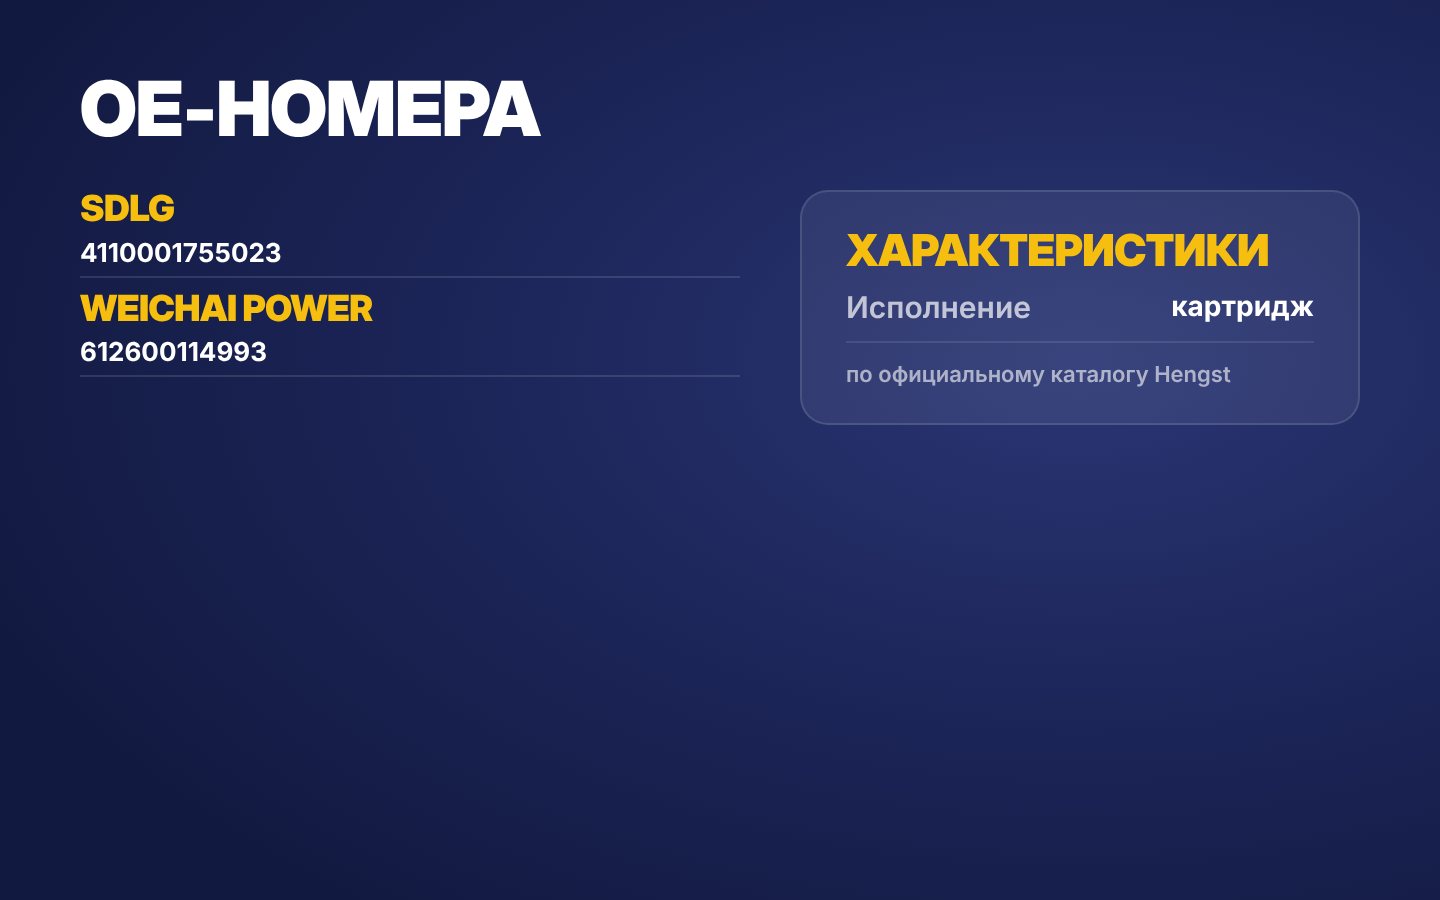 OE-НОМЕРА
SDLG
4110001755023
WEICHAI POWER
612600114993
ХАРАКТЕРИСТИКИ
Исполнение картридж
по официальному каталогу Hengst